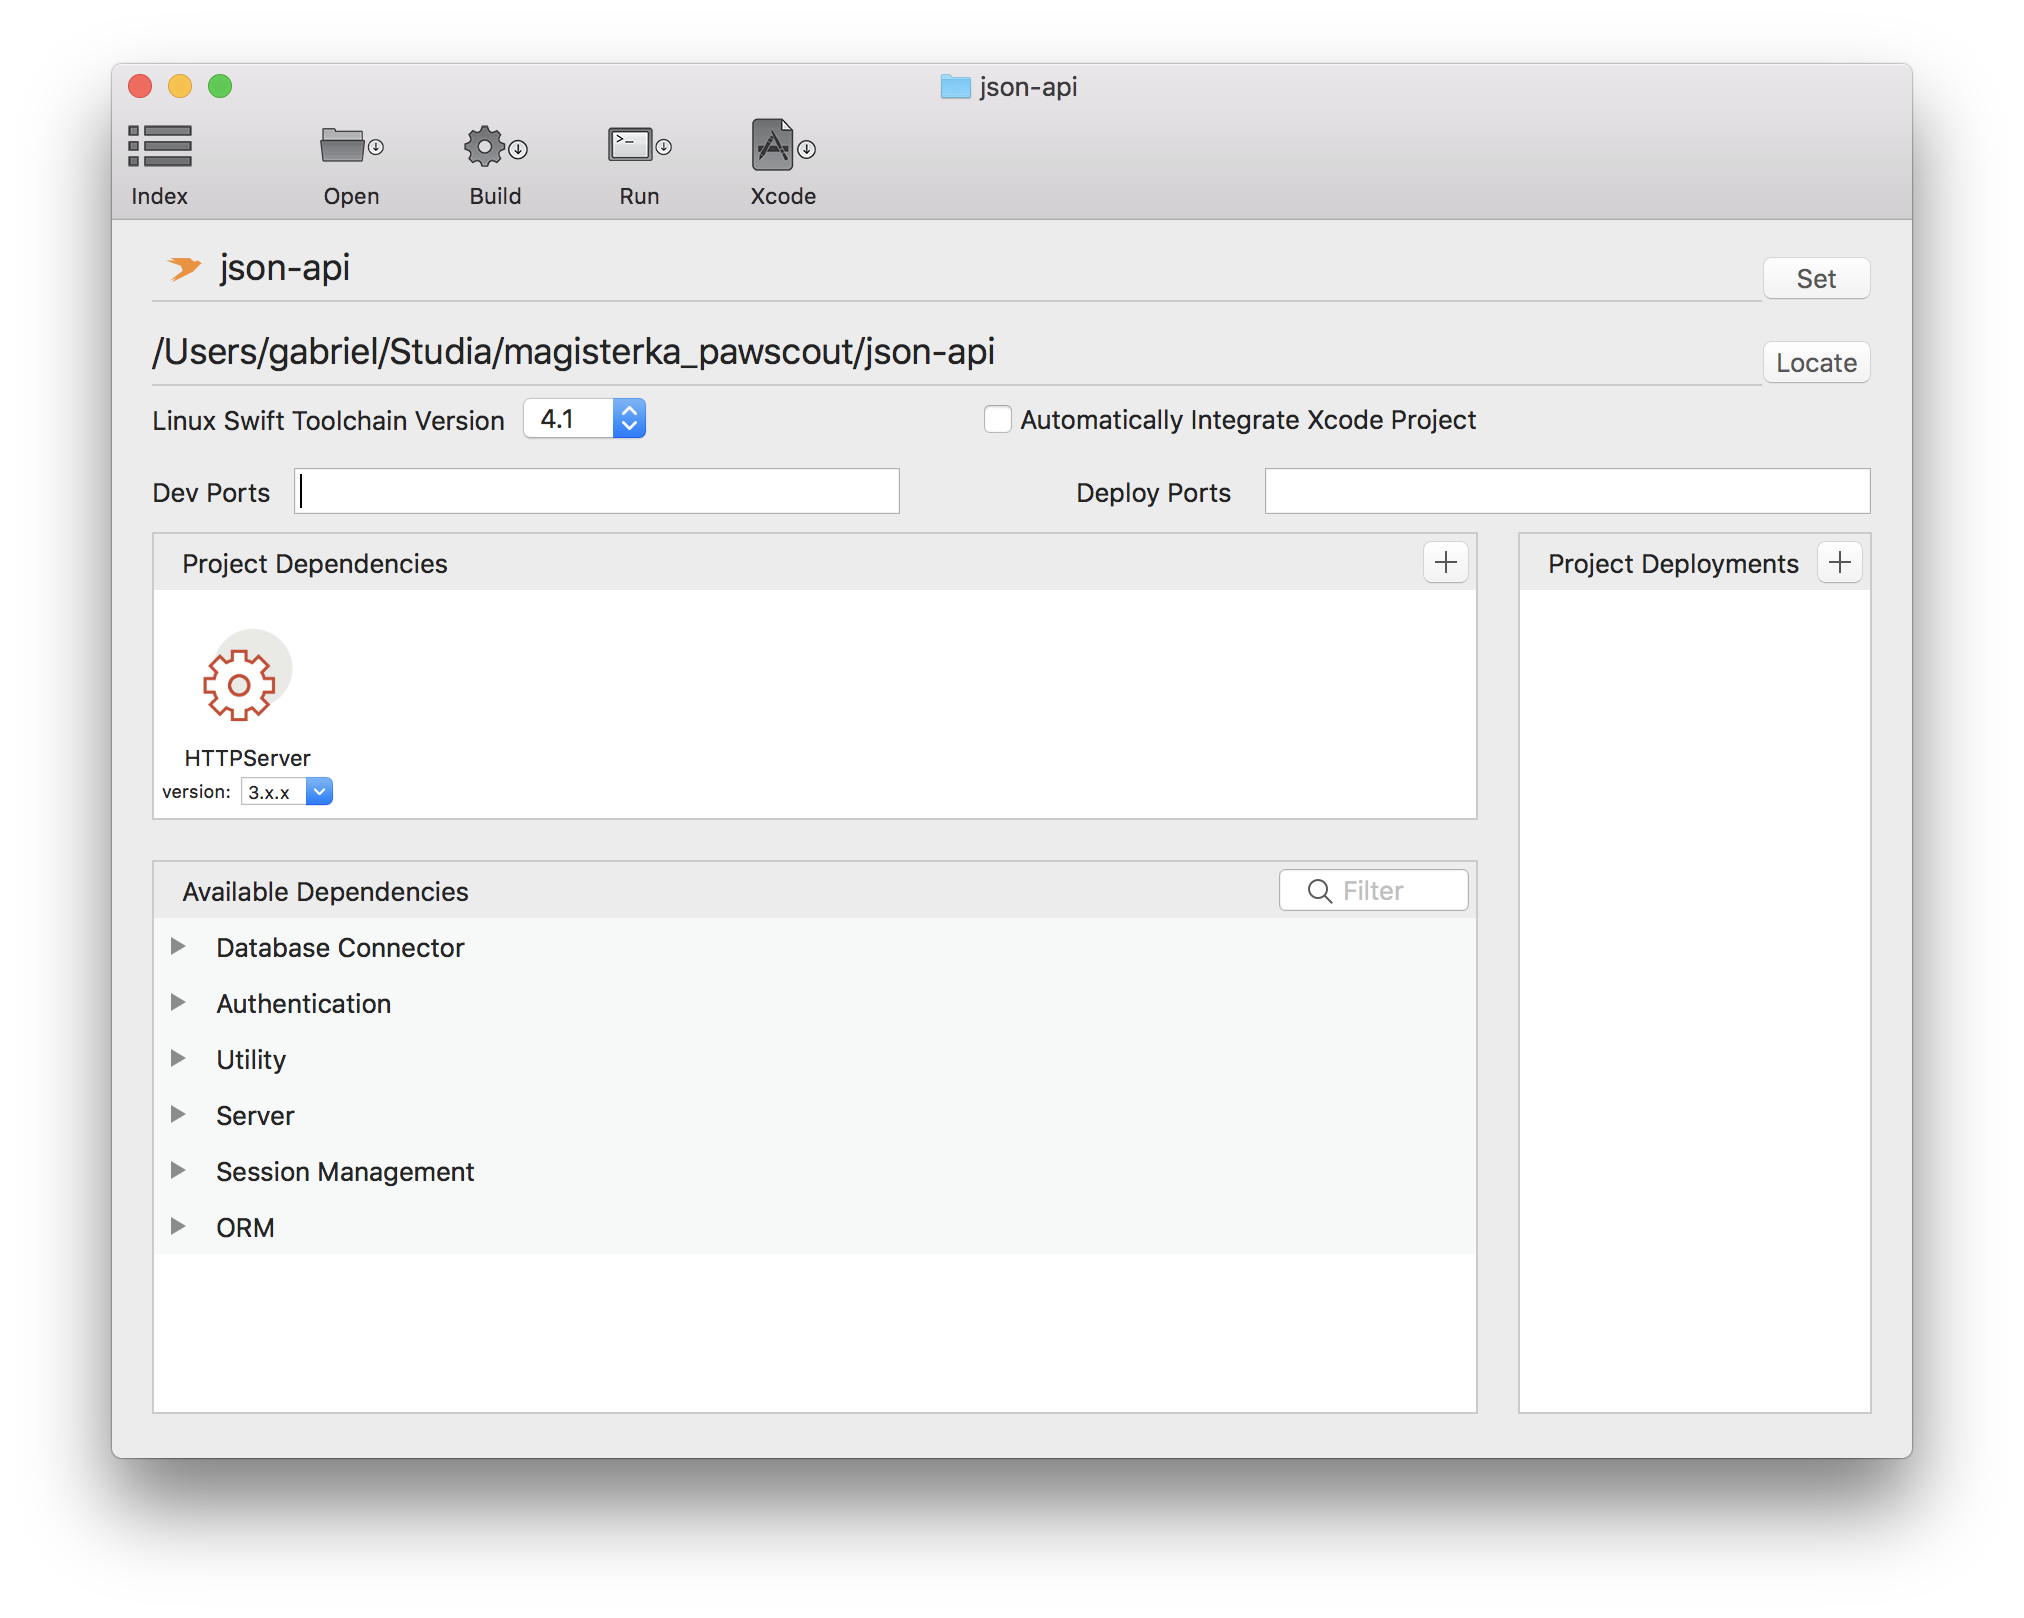 json-api
Index
Open
Build
Run
Xcode
json-api
Set
/Users/gabriel/Studia/magisterka_pawscout/json-api
Locate
Linux Swift Toolchain Version 4.1
Automatically Integrate Xcode Project
Dev Ports
Deploy Ports
Project Dependencies
Project Deployments
HTTPServer
version: 3.x.x
Available Dependencies
Filter
Database Connector
Authentication
Utility
Server
Session Management
ORM